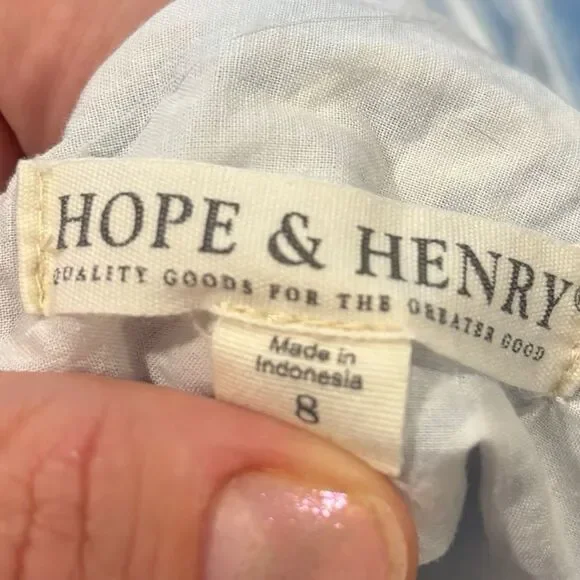 HOPE & HENRY®
QUALITY GOODS FOR THE GREATER GOOD
Made in
Indonesia
8